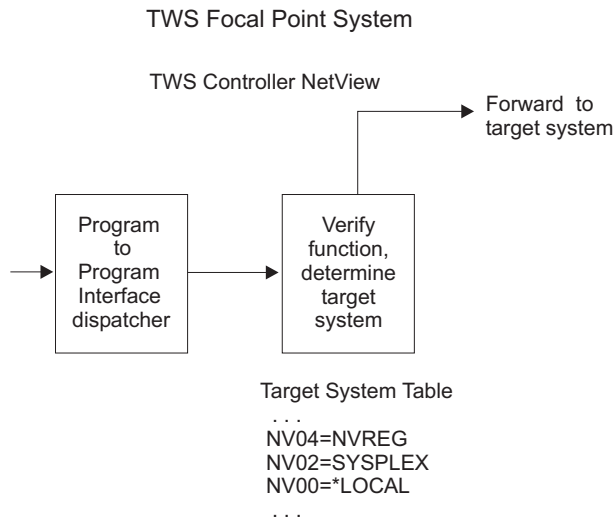 TWS Focal Point System
TWS Controller NetView
Forward to
target system
Program
to
Program
Interface
dispatcher
Verify
function,
determine
target
system
Target System Table
. . .
NV04=NVREG
NV02=SYSPLEX
NV00=*LOCAL
. . .